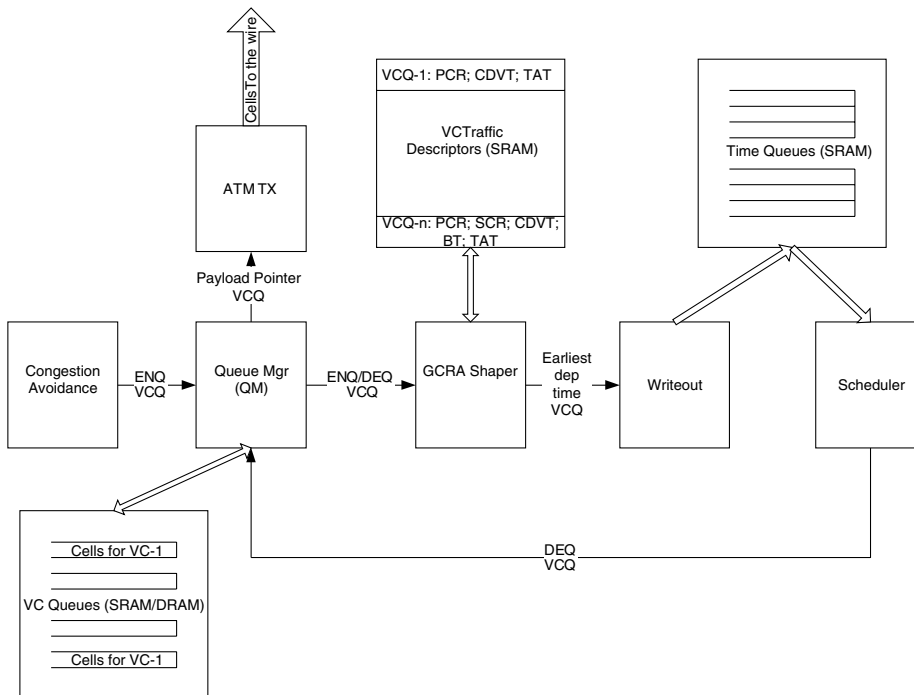 CellsTo the wire
ATM TX
VCQ-1: PCR; CDVT; TAT
VCTraffic
Descriptors (SRAM)
VCQ-n: PCR; SCR; CDVT;
BT; TAT
Time Queues (SRAM)
Payload Pointer
VCQ
Congestion
Avoidance
ENQ
VCQ
Queue Mgr
(QM)
ENQ/DEQ
VCQ
GCRA Shaper
Earliest
dep
time
VCQ
Writeout
Scheduler
DEQ
VCQ
Cells for VC-1
VC Queues (SRAM/DRAM)
Cells for VC-1